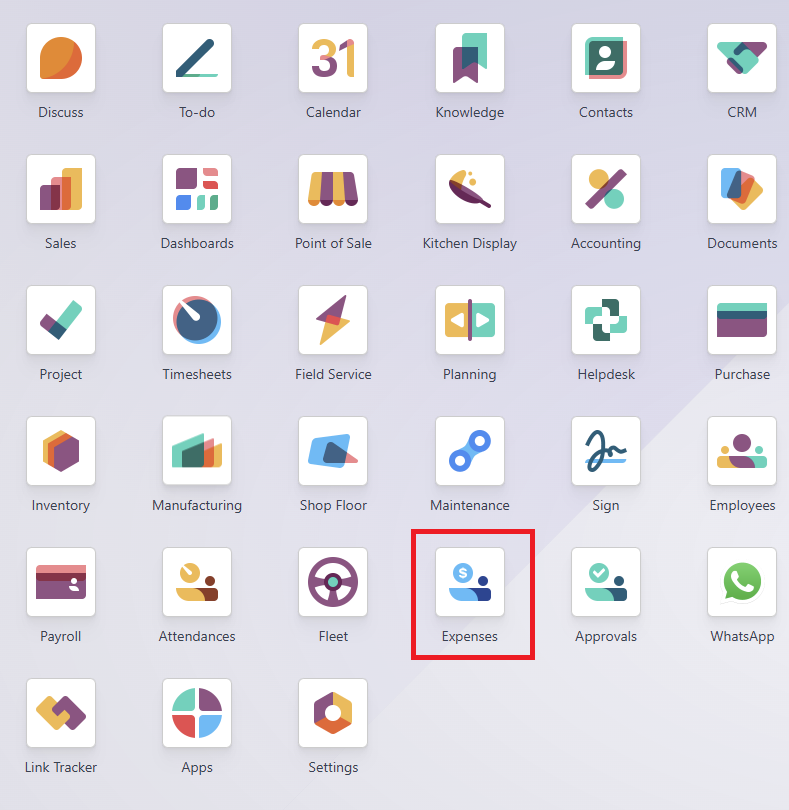 31
Discuss
To-do
Calendar
Knowledge
Contacts
CRM
Sales
Dashboards
Point of Sale
Kitchen Display
Accounting
Documents
Project
Timesheets
Field Service
Planning
Helpdesk
Purchase
Inventory
Manufacturing
Shop Floor
Maintenance
Sign
Employees
$
Payroll
Attendances
Fleet
Expenses
Approvals
WhatsApp
Link Tracker
Apps
Settings